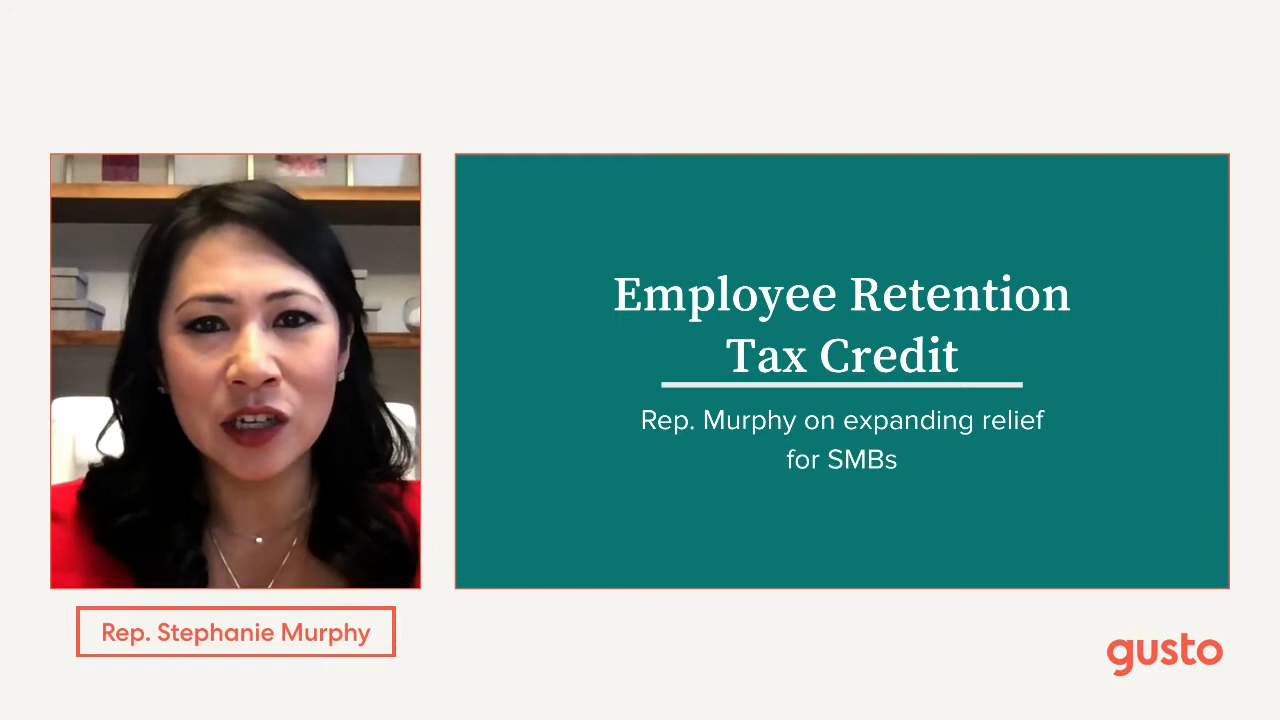 Employee Retention
Tax Credit
Rep. Murphy on expanding relief
for SMBs
Rep. Stephanie Murphy
gusto